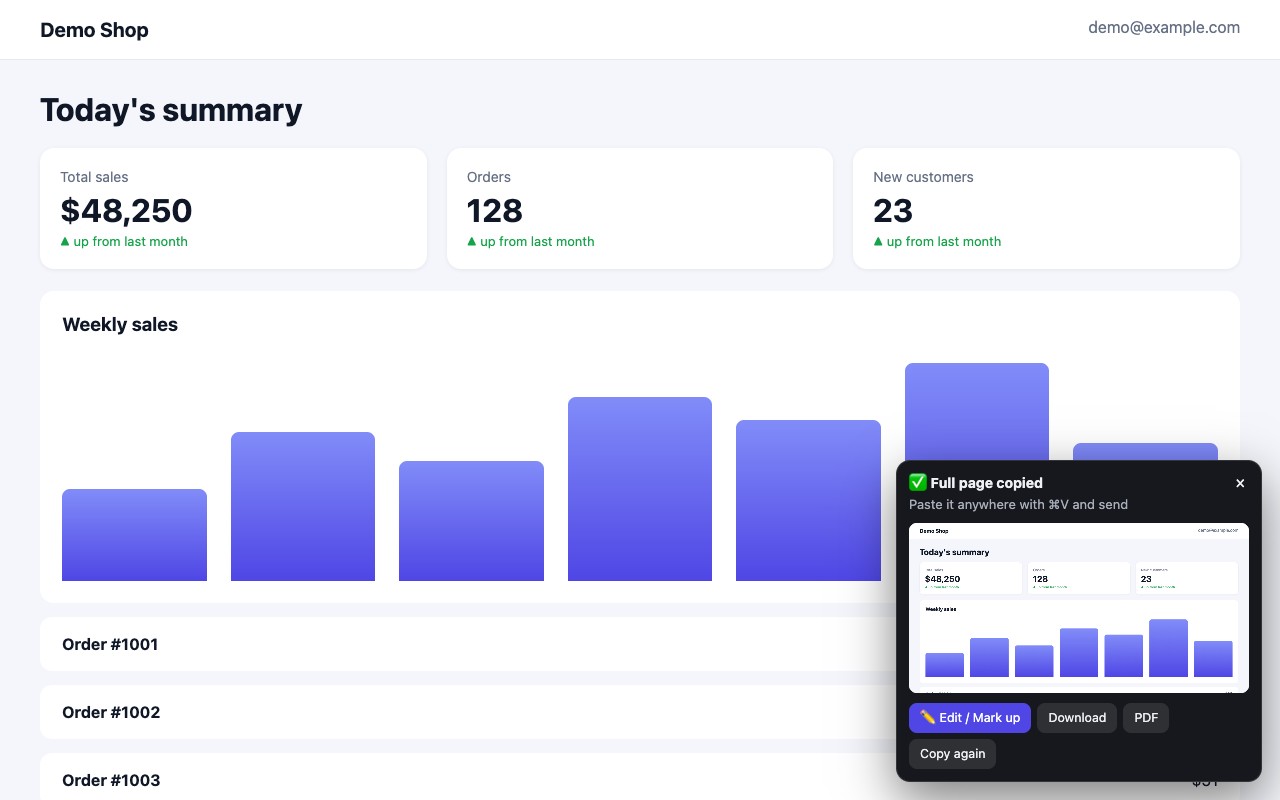 Demo Shop
demo@example.com
Today's summary
Total sales
$48,250
▲ up from last month
Orders
128
▲ up from last month
New customers
23
▲ up from last month
Weekly sales
Order #1001
Order #1002
Order #1003
✅ Full page copied
×
Paste it anywhere with ⌘V and send
Demo Shop
demo@example.com
Today's summary
$48,250
128
23
Weekly sales
✏️ Edit / Mark up
Download
PDF
Copy again